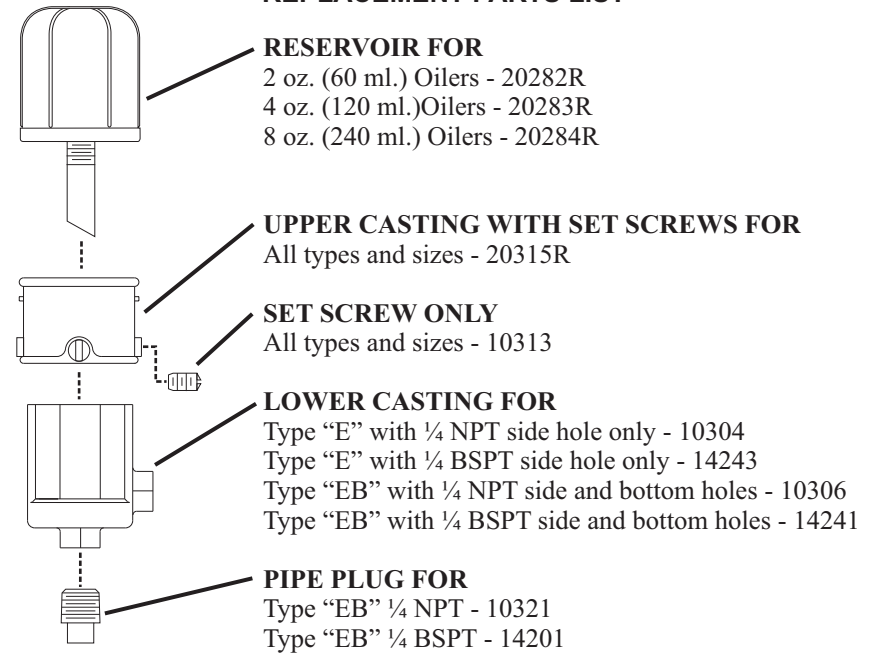 REPLACEMENT PARTS LIST
RESERVOIR FOR
2 oz. (60 ml.) Oilers - 20282R
4 oz. (120 ml.)Oilers - 20283R
8 oz. (240 ml.) Oilers - 20284R
UPPER CASTING WITH SET SCREWS FOR
All types and sizes - 20315R
SET SCREW ONLY
All types and sizes - 10313
LOWER CASTING FOR
Type “E” with ¼ NPT side hole only - 10304
Type “E” with ¼ BSPT side hole only - 14243
Type “EB” with ¼ NPT side and bottom holes - 10306
Type “EB” with ¼ BSPT side and bottom holes - 14241
PIPE PLUG FOR
Type “EB” ¼ NPT - 10321
Type “EB” ¼ BSPT - 14201